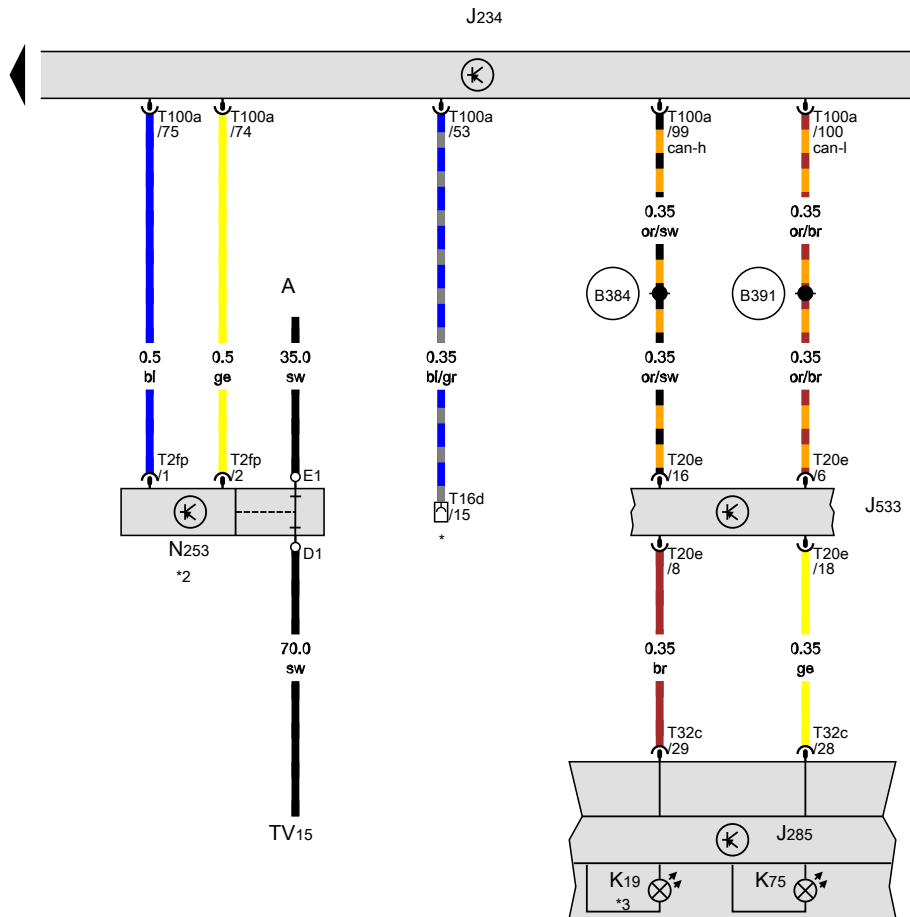 J234
T100a
/75
T100a
/74
T100a
/53
T100a
/99
can-h
T100a
/100
can-l
0.35
or/sw
0.35
or/br
A
B384
B391
0.5
bl
0.5
ge
35.0
sw
0.35
bl/gr
0.35
or/sw
0.35
or/br
T2fp
/1
T2fp
/2
E1
T20e
/16
T20e
/6
T16d
/15
*
J533
N253
*2
D1
T20e
/8
T20e
/18
70.0
sw
0.35
br
0.35
ge
T32c
/29
T32c
/28
TV15
J285
K19
*3
K75